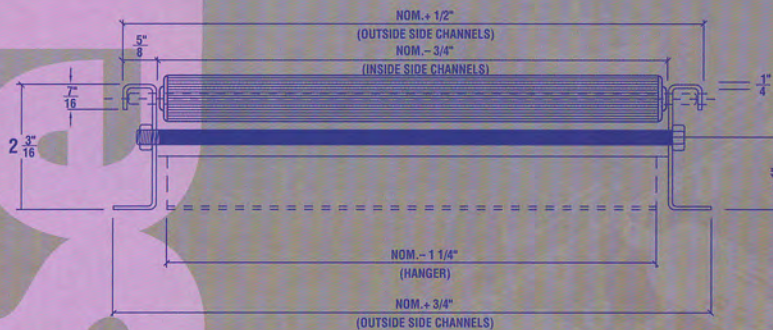 NOM.+ 1/2"
(OUTSIDE SIDE CHANNELS)
5"
8
NOM.– 3/4"
(INSIDE SIDE CHANNELS)
1"
4
7"
16
2 3"
16
NOM.– 1 1/4"
(HANGER)
NOM.+ 3/4"
(OUTSIDE SIDE CHANNELS)